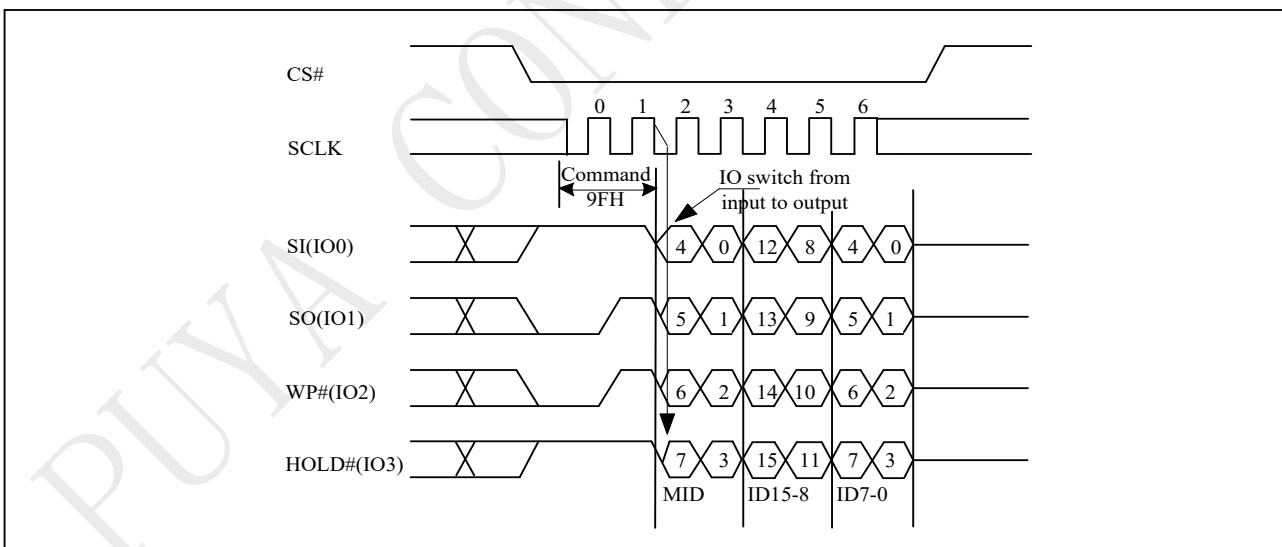 PUYA CON
CS#
0 1 2 3 4 5 6
SCLK
Command
9FH
IO switch from
input to output
SI(IO0) 4 0 12 8 4 0
SO(IO1) 5 1 13 9 5 1
WP#(IO2) 6 2 14 10 6 2
HOLD#(IO3) 7 3 15 11 7 3
MID ID15-8 ID7-0